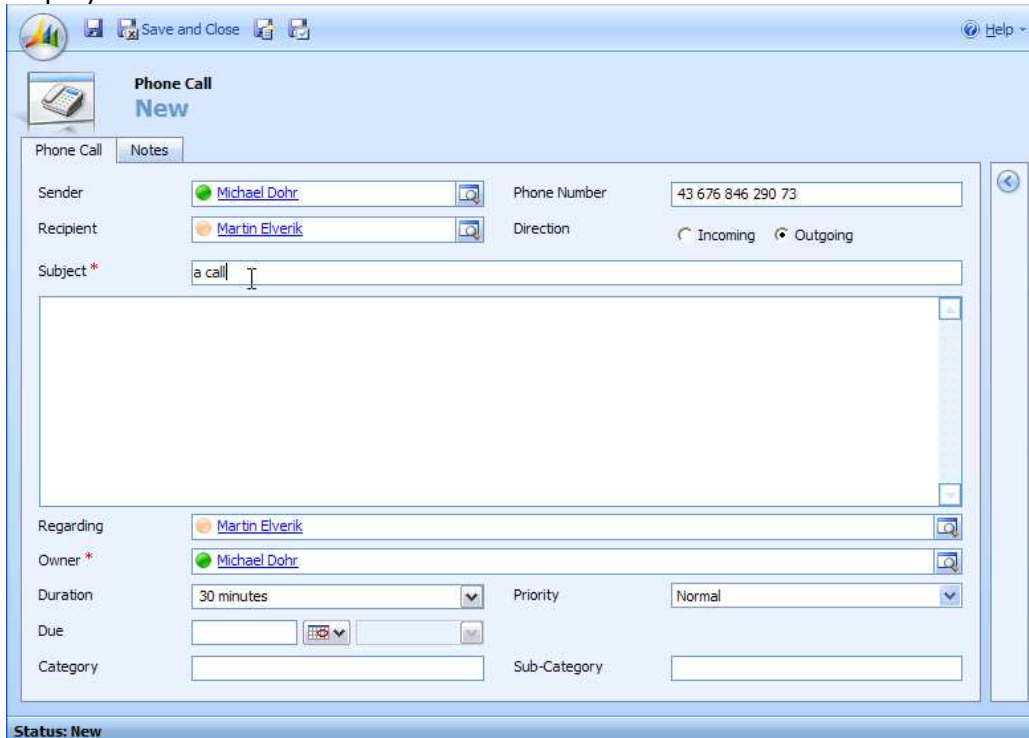 Save and Close Help
Phone Call
New
Phone Call Notes
Sender Michael Dohr Phone Number 43 676 846 290 73
Recipient Martin Elverik Direction Incoming Outgoing
Subject * a call
Regarding Martin Elverik
Owner * Michael Dohr
Duration 30 minutes Priority Normal
Due
Category Sub-Category
Status: New